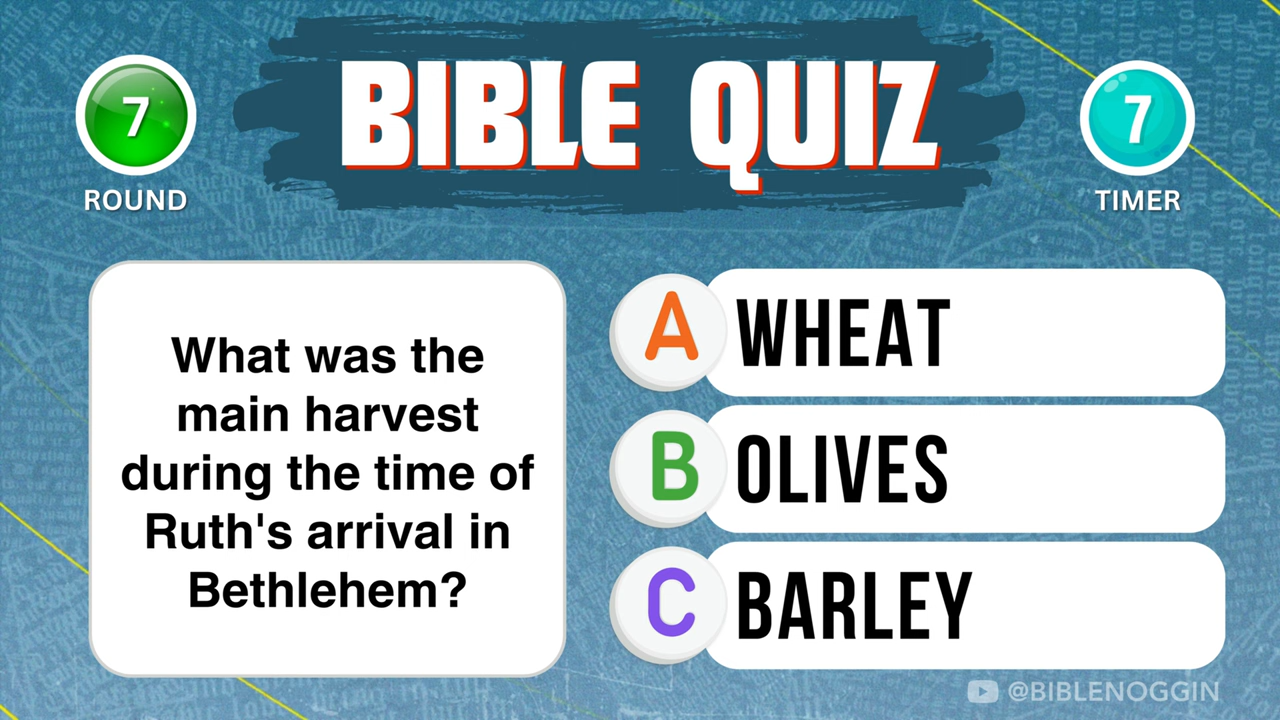 BIBLE QUIZ
7
ROUND
7
TIMER
What was the
main harvest
during the time of
Ruth's arrival in
Bethlehem?
A WHEAT
B OLIVES
C BARLEY
@BIBLENOGGIN